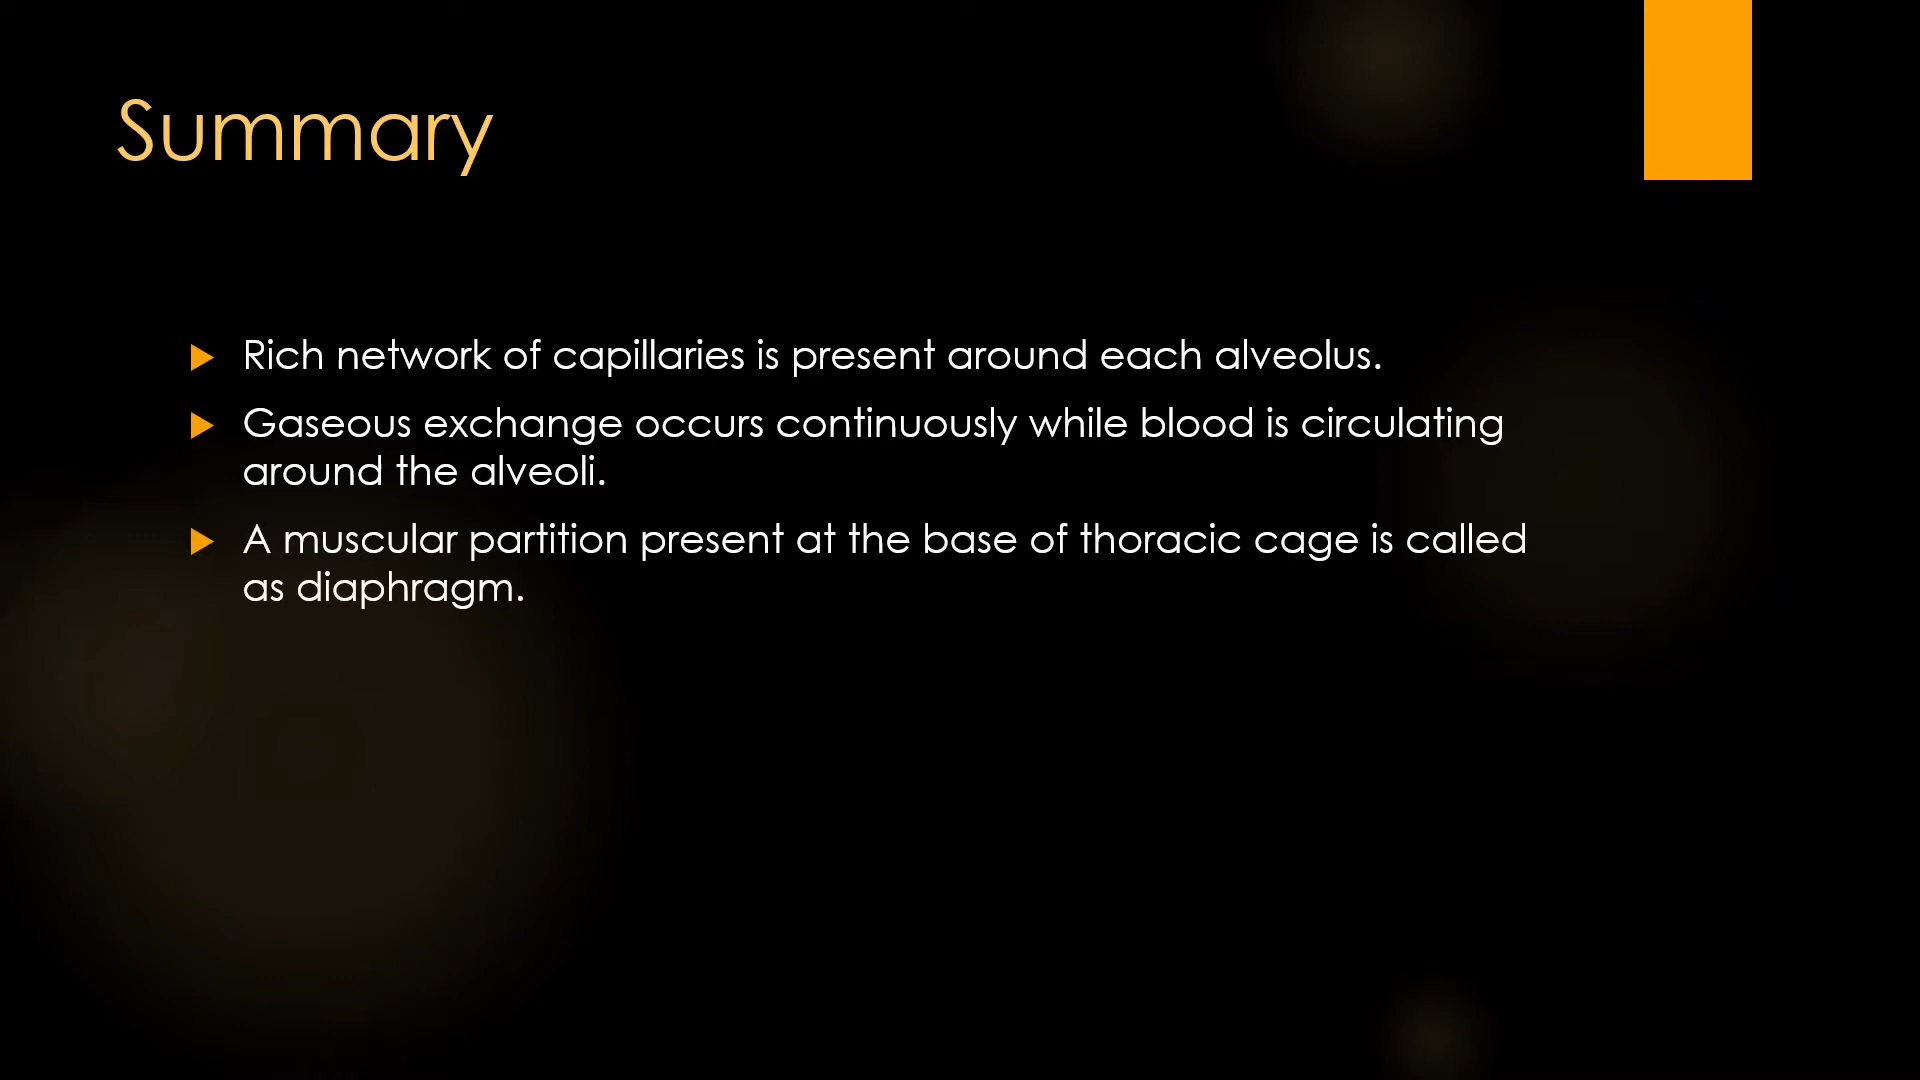 Summary
Rich network of capillaries is present around each alveolus.
Gaseous exchange occurs continuously while blood is circulating
around the alveoli.
A muscular partition present at the base of thoracic cage is called
as diaphragm.